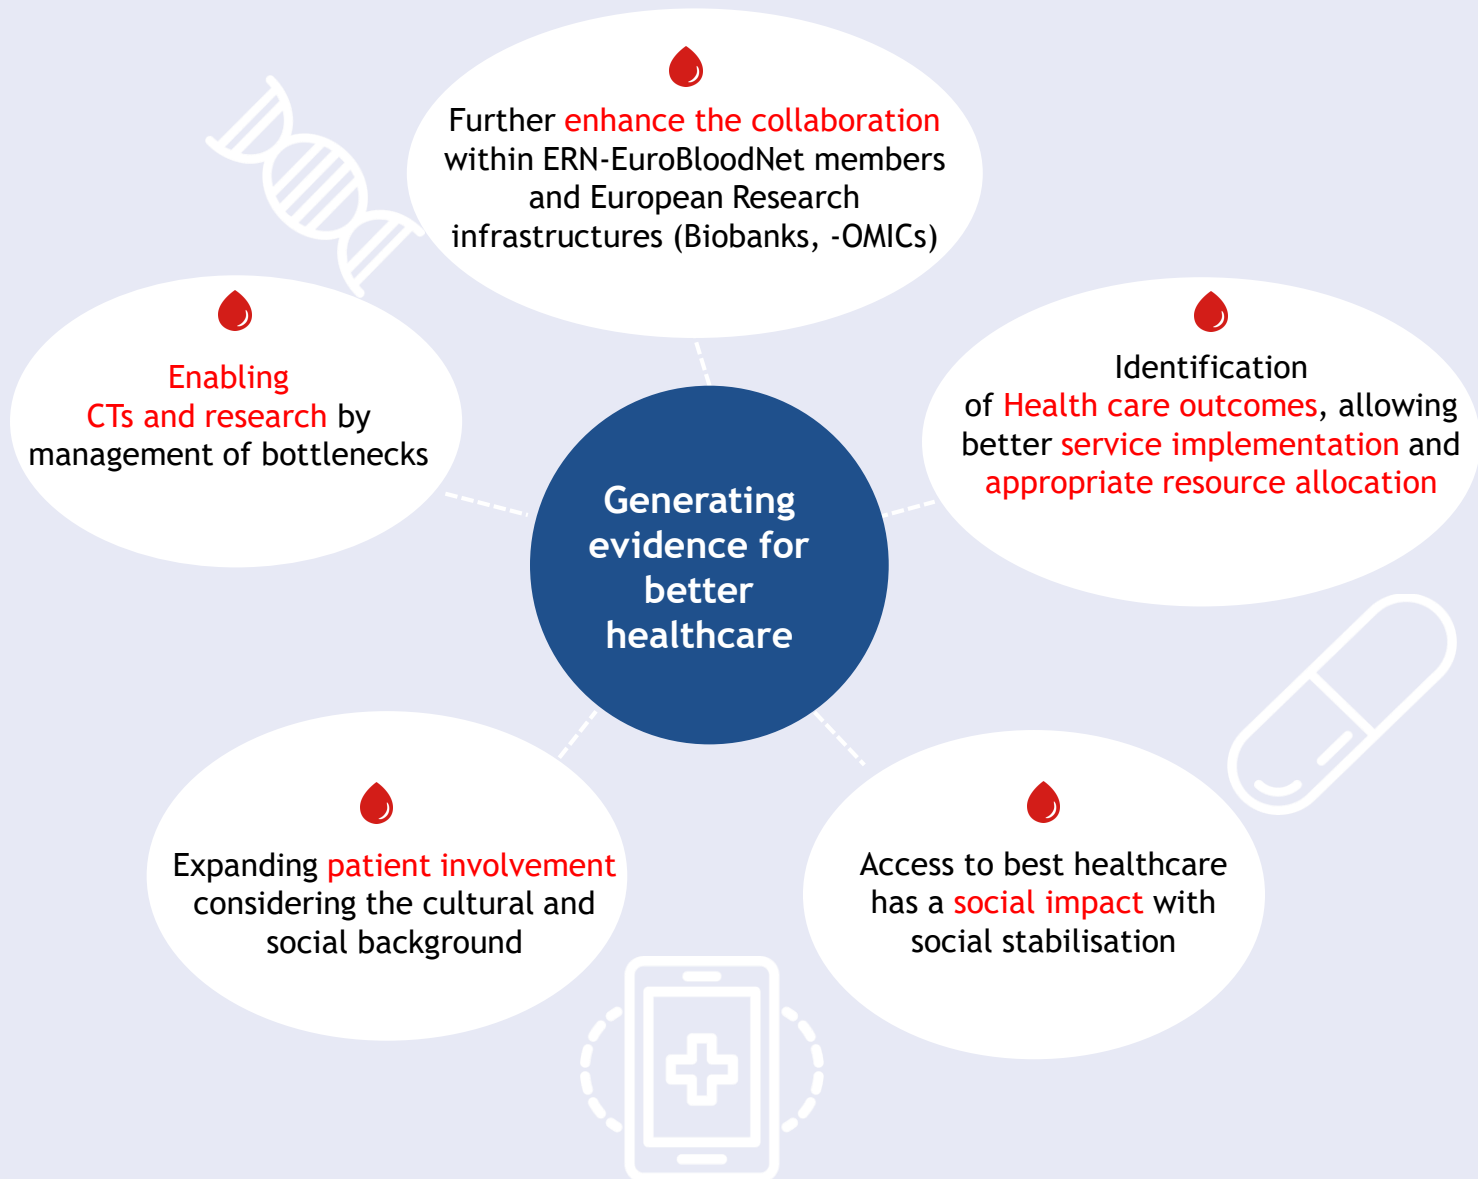 Further enhance the collaboration
within ERN-EuroBloodNet members
and European Research
infrastructures (Biobanks, -OMICs)
Enabling
CTs and research by
management of bottlenecks
Identification
of Health care outcomes, allowing
better service implementation and
appropriate resource allocation
Generating
evidence for
better
healthcare
Expanding patient involvement
considering the cultural and
social background
Access to best healthcare
has a social impact with
social stabilisation